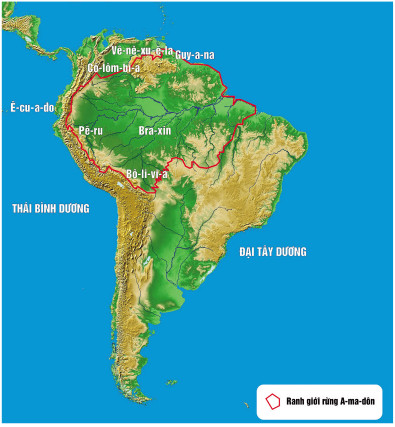 Vê-nê-xu-ê-la
Guy-a-na
Cô-lôm-bi-a
Ê-cu-a-do
Pê-ru
Bra-xin
Bô-li-vi-a
THÁI BÌNH DƯƠNG
ĐẠI TÂY DƯƠNG
Ranh giới rừng A-ma-dôn